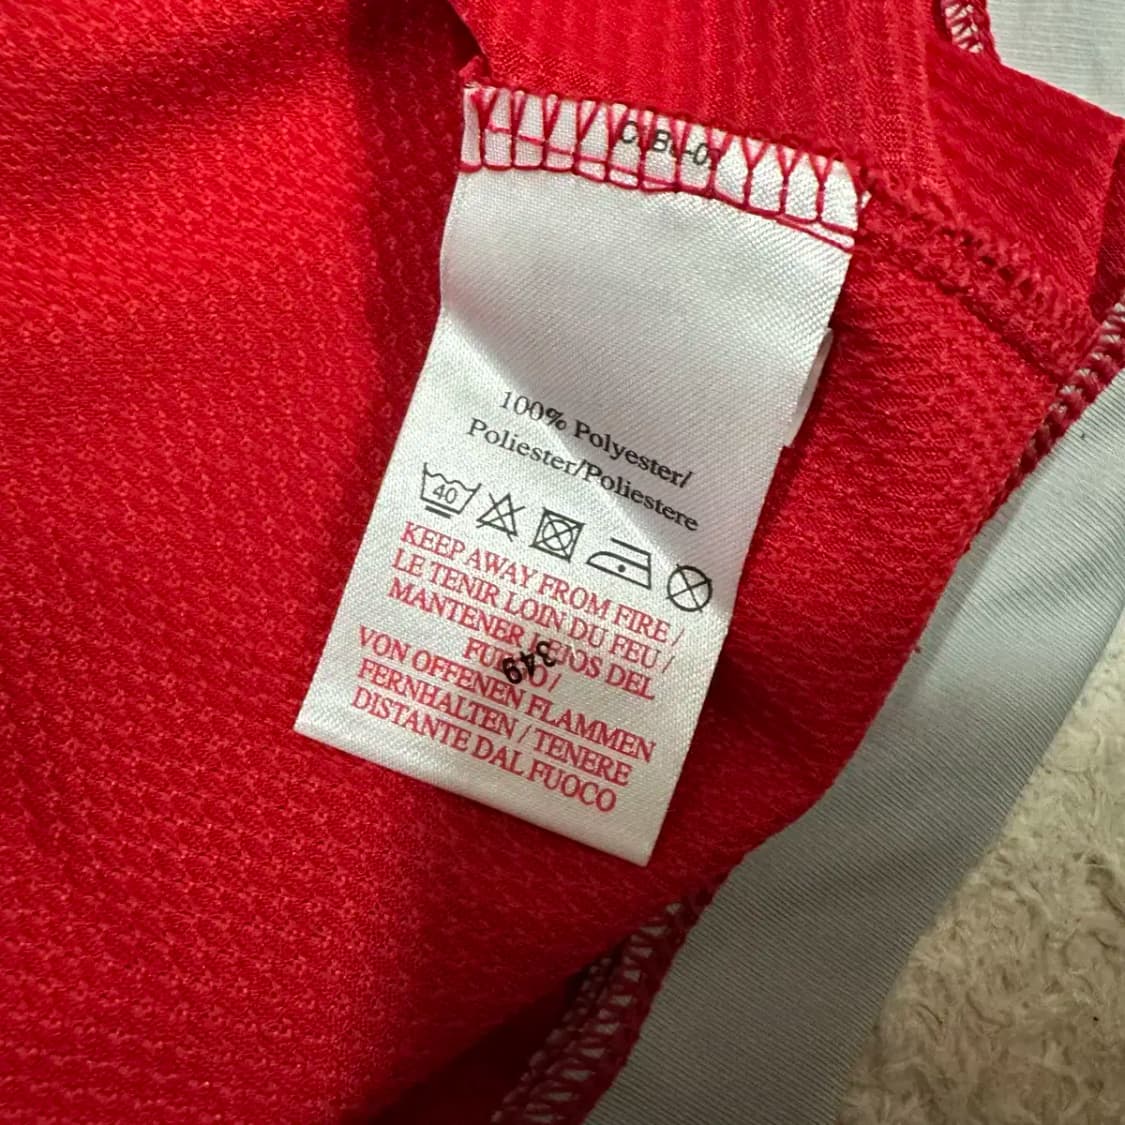 100% Polyester/
Poliester/Poliestere
40
KEEP AWAY FROM FIRE /
LE TENIR LOIN DU FEU /
MANTENER LEJOS DEL
FUEGO/
VON OFFENEN FLAMMEN
FERNHALTEN / TENERE
DISTANTE DAL FUOCO
349